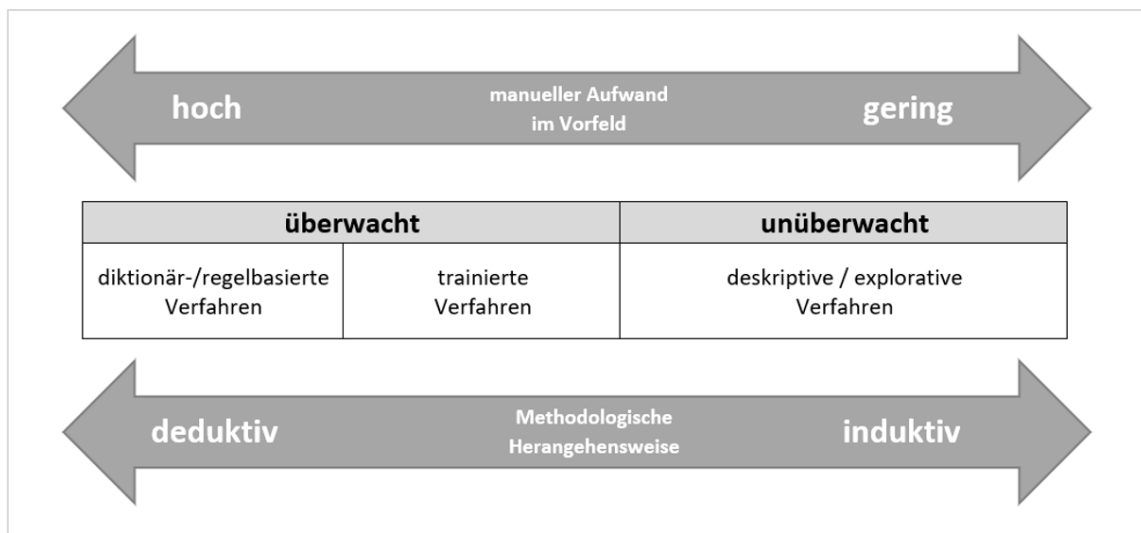 hoch
manueller Aufwand
im Vorfeld
gering
überwacht
unüberwacht
diktionär-/regelbasierte
Verfahren
trainierte
Verfahren
deskriptive / explorative
Verfahren
deduktiv
Methodologische
Herangehensweise
induktiv